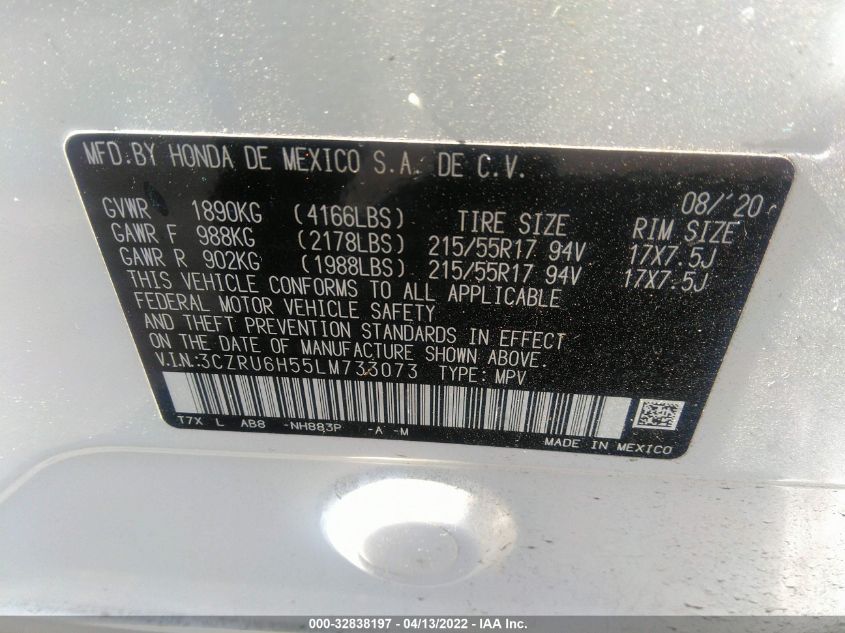 MFD.BY HONDA DE MEXICO S.A. DE C.V.
08/'20
GVWR 1890KG (4166LBS) TIRE SIZE RIM SIZE
GAWR F 988KG (2178LBS) 215/55R17 94V 17X7.5J
GAWR R 902KG (1988LBS) 215/55R17 94V 17X7.5J
THIS VEHICLE CONFORMS TO ALL APPLICABLE
FEDERAL MOTOR VEHICLE SAFETY
AND THEFT PREVENTION STANDARDS IN EFFECT
ON THE DATE OF MANUFACTURE SHOWN ABOVE.
V.I.N:3CZRU6H55LM733073 TYPE: MPV
T7X L AB8 -NH883P -A -M
MADE IN MEXICO
000-32838197 - 04/13/2022 - IAA Inc.